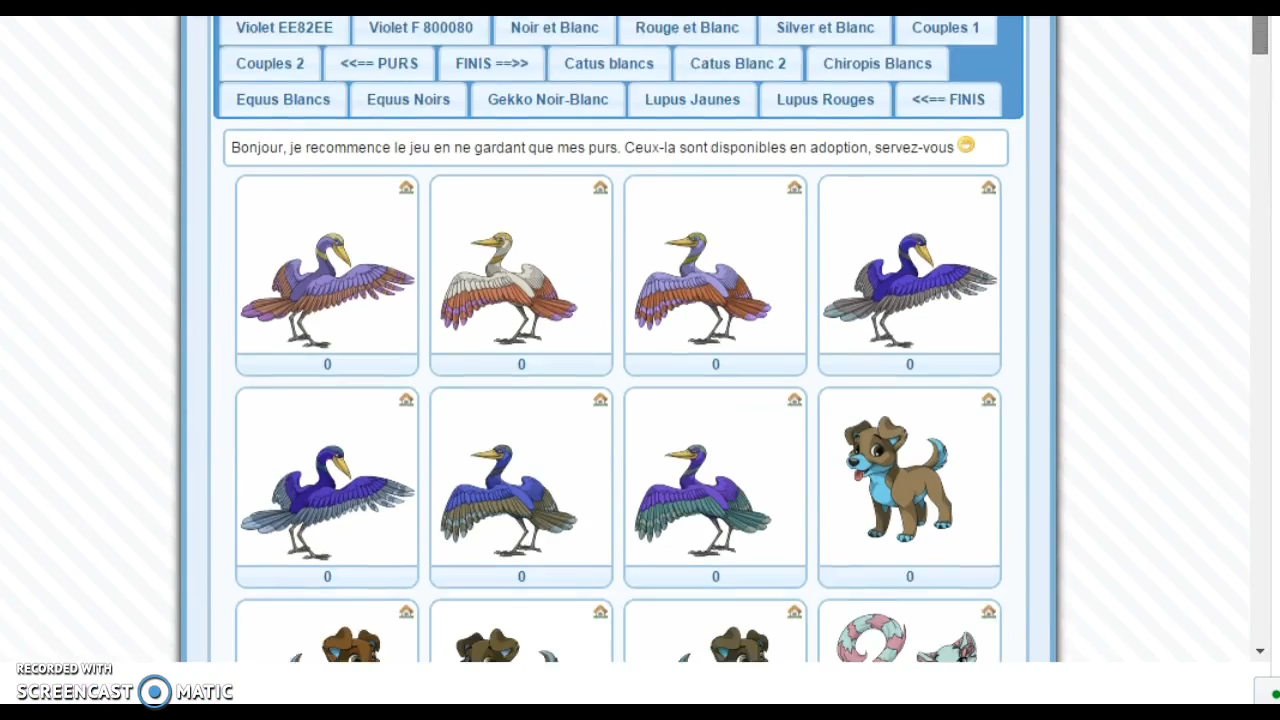 Violet EE82EE Violet F 800080 Noir et Blanc Rouge et Blanc Silver et Blanc Couples 1
Couples 2 <<== PURS FINIS ==>> Catus blancs Catus Blanc 2 Chiropis Blancs
Equus Blancs Equus Noirs Gekko Noir-Blanc Lupus Jaunes Lupus Rouges <<== FINIS
Bonjour, je recommence le jeu en ne gardant que mes purs. Ceux-la sont disponibles en adoption, servez-vous
0 0 0 0
0 0 0 0
RECORDED WITH
SCREENCAST MATIC